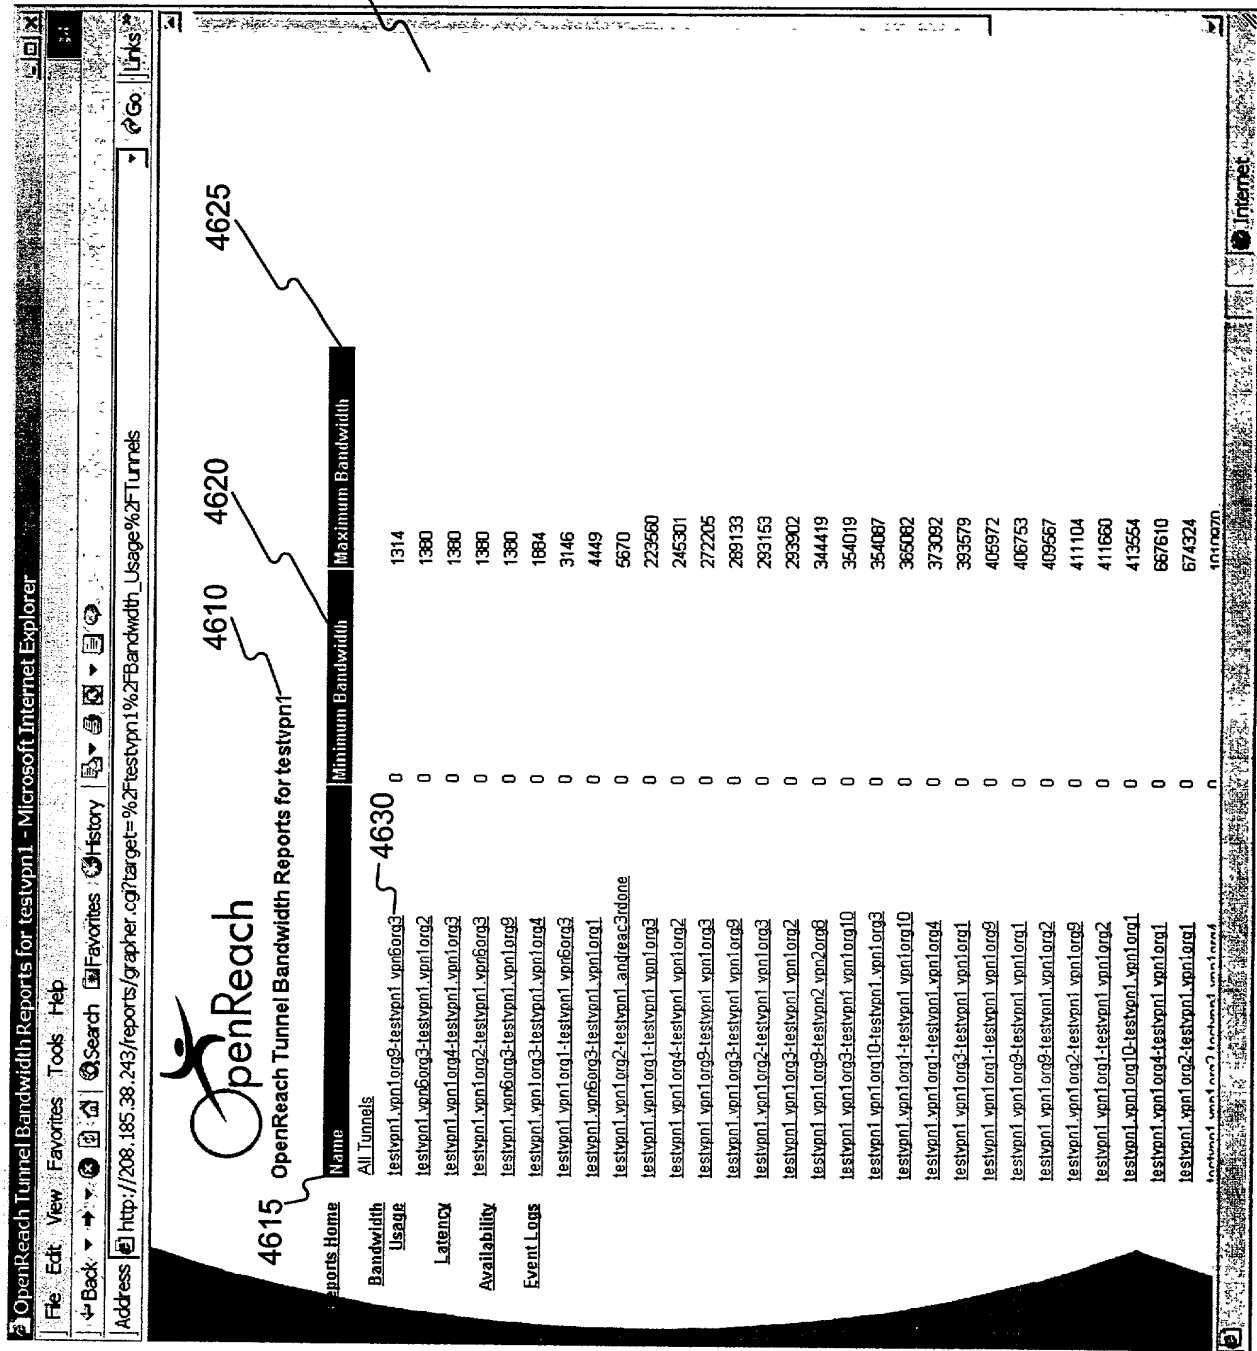 OpenReach Tunnel Bandwidth Reports for testvpn1 - Microsoft Internet Explorer
File Edit View Favorites Tools Help
Back Search Favorites History
Address http://208.185.38.243/reports/grapher.cgi?target=%2Ftestvpn1%2FBandwidth_Usage%2FTunnels Go Links »
OpenReach
4615 OpenReach Tunnel Bandwidth Reports for testvpn1 4610 4620 4625
Name Minimum Bandwidth Maximum Bandwidth
eports Home
Bandwidth Usage
Latency
Availability
Event Logs
All Tunnels
testvpn1.vpn1org9-testvpn1.vpn6org3 4630 0 1314
testvpn1.vpn6org3-testvpn1.vpn1org2 0 1380
testvpn1.vpn1org4-testvpn1.vpn1org3 0 1380
testvpn1.vpn1org2-testvpn1.vpn6org3 0 1380
testvpn1.vpn6org3-testvpn1.vpn1org9 0 1380
testvpn1.vpn1org3-testvpn1.vpn1org4 0 1884
testvpn1.vpn1org1-testvpn1.vpn6org3 0 3146
testvpn1.vpn6org3-testvpn1.vpn1org1 0 4449
testvpn1.vpn1org2-testvpn1.andreac3rdone 0 5670
testvpn1.vpn1org1-testvpn1.vpn1org3 0 223560
testvpn1.vpn1org4-testvpn1.vpn1org2 0 245301
testvpn1.vpn1org9-testvpn1.vpn1org3 0 272205
testvpn1.vpn1org3-testvpn1.vpn1org9 0 289133
testvpn1.vpn1org2-testvpn1.vpn1org3 0 293153
testvpn1.vpn1org3-testvpn1.vpn1org2 0 293902
testvpn1.vpn1org9-testvpn2.vpn2org8 0 344419
testvpn1.vpn1org3-testvpn1.vpn1org10 0 354019
testvpn1.vpn1org10-testvpn1.vpn1org3 0 354087
testvpn1.vpn1org1-testvpn1.vpn1org10 0 365082
testvpn1.vpn1org1-testvpn1.vpn1org4 0 373092
testvpn1.vpn1org3-testvpn1.vpn1org1 0 393579
testvpn1.vpn1org1-testvpn1.vpn1org9 0 405972
testvpn1.vpn1org9-testvpn1.vpn1org1 0 406753
testvpn1.vpn1org9-testvpn1.vpn1org2 0 409567
testvpn1.vpn1org2-testvpn1.vpn1org9 0 411104
testvpn1.vpn1org1-testvpn1.vpn1org2 0 411660
testvpn1.vpn1org10-testvpn1.vpn1org1 0 413554
testvpn1.vpn1org4-testvpn1.vpn1org1 0 667610
testvpn1.vpn1org2-testvpn1.vpn1org1 0 674324
Internet